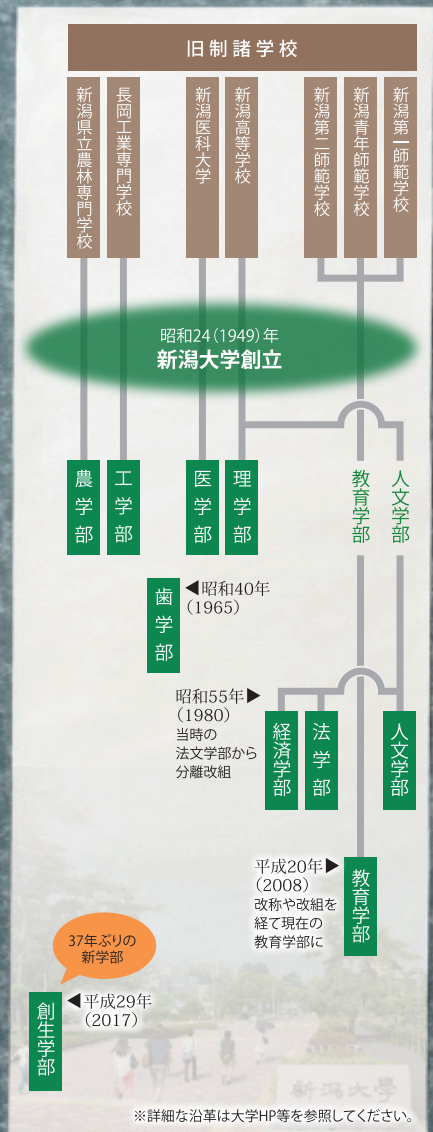 旧制諸学校
新潟県立農林専門学校
長岡工業専門学校
新潟医科大学
新潟高等学校
新潟第二師範学校
新潟青年師範学校
新潟第一師範学校
昭和24(1949)年
新潟大学創立
農学部
工学部
医学部
理学部
教育学部
人文学部
歯学部
◀昭和40年
(1965)
昭和55年▶
(1980)
当時の
法文学部から
分離改組
経済学部
法学部
人文学部
平成20年▶
(2008)
改称や改組を
経て現在の
教育学部に
教育学部
37年ぶりの
新学部
創生学部
◀平成29年
(2017)
新潟大學
※詳細な沿革は大学HP等を参照してください。